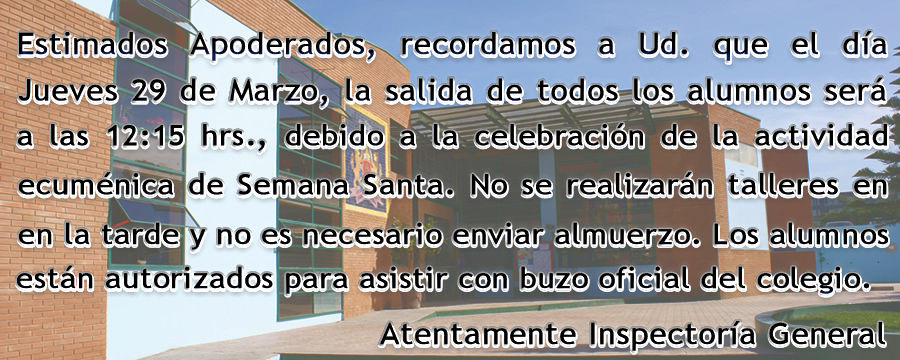 Estimados Apoderados, recordamos a Ud. que el día
Jueves 29 de Marzo, la salida de todos los alumnos será
a las 12:15 hrs., debido a la celebración de la actividad
ecuménica de Semana Santa. No se realizarán talleres en
en la tarde y no es necesario enviar almuerzo. Los alumnos
están autorizados para asistir con buzo oficial del colegio.
Atentamente Inspectoría General